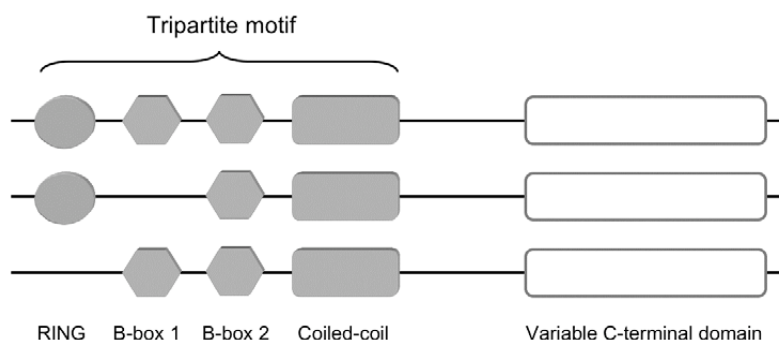 Tripartite motif
RING B-box 1 B-box 2 Coiled-coil Variable C-terminal domain